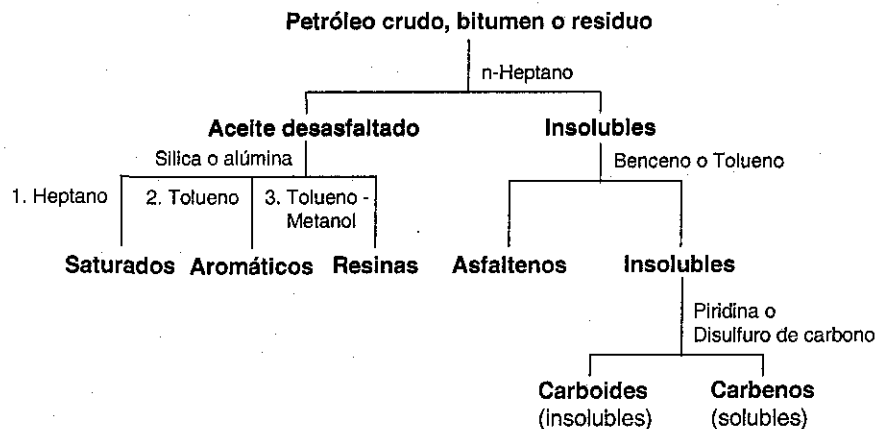 Petróleo crudo, bitumen o residuo
n-Heptano
Aceite desasfaltado
Insolubles
Silica o alúmina
Benceno o Tolueno
1. Heptano
2. Tolueno
3. Tolueno -
Metanol
Saturados
Aromáticos
Resinas
Asfaltenos
Insolubles
Piridina o
Disulfuro de carbono
Carboides
(insolubles)
Carbenos
(solubles)